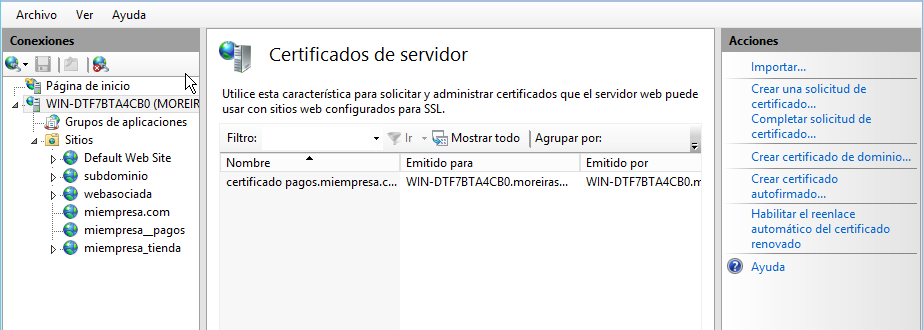 Archivo Ver Ayuda
Conexiones
Página de inicio
WIN-DTF7BTA4CB0 (MOREIR
Grupos de aplicaciones
Sitios
Default Web Site
subdominio
webasociada
miempresa.com
miempresa__pagos
miempresa_tienda
Certificados de servidor
Utilice esta característica para solicitar y administrar certificados que el servidor web puede
usar con sitios web configurados para SSL.
Filtro: Ir Mostrar todo Agrupar por:
Nombre Emitido para Emitido por
certificado pagos.miempresa.c... WIN-DTF7BTA4CB0.moreiras... WIN-DTF7BTA4CB0.m
Acciones
Importar...
Crear una solicitud de
certificado...
Completar solicitud de
certificado...
Crear certificado de dominio...
Crear certificado
autofirmado...
Habilitar el reenlace
automático del certificado
renovado
Ayuda